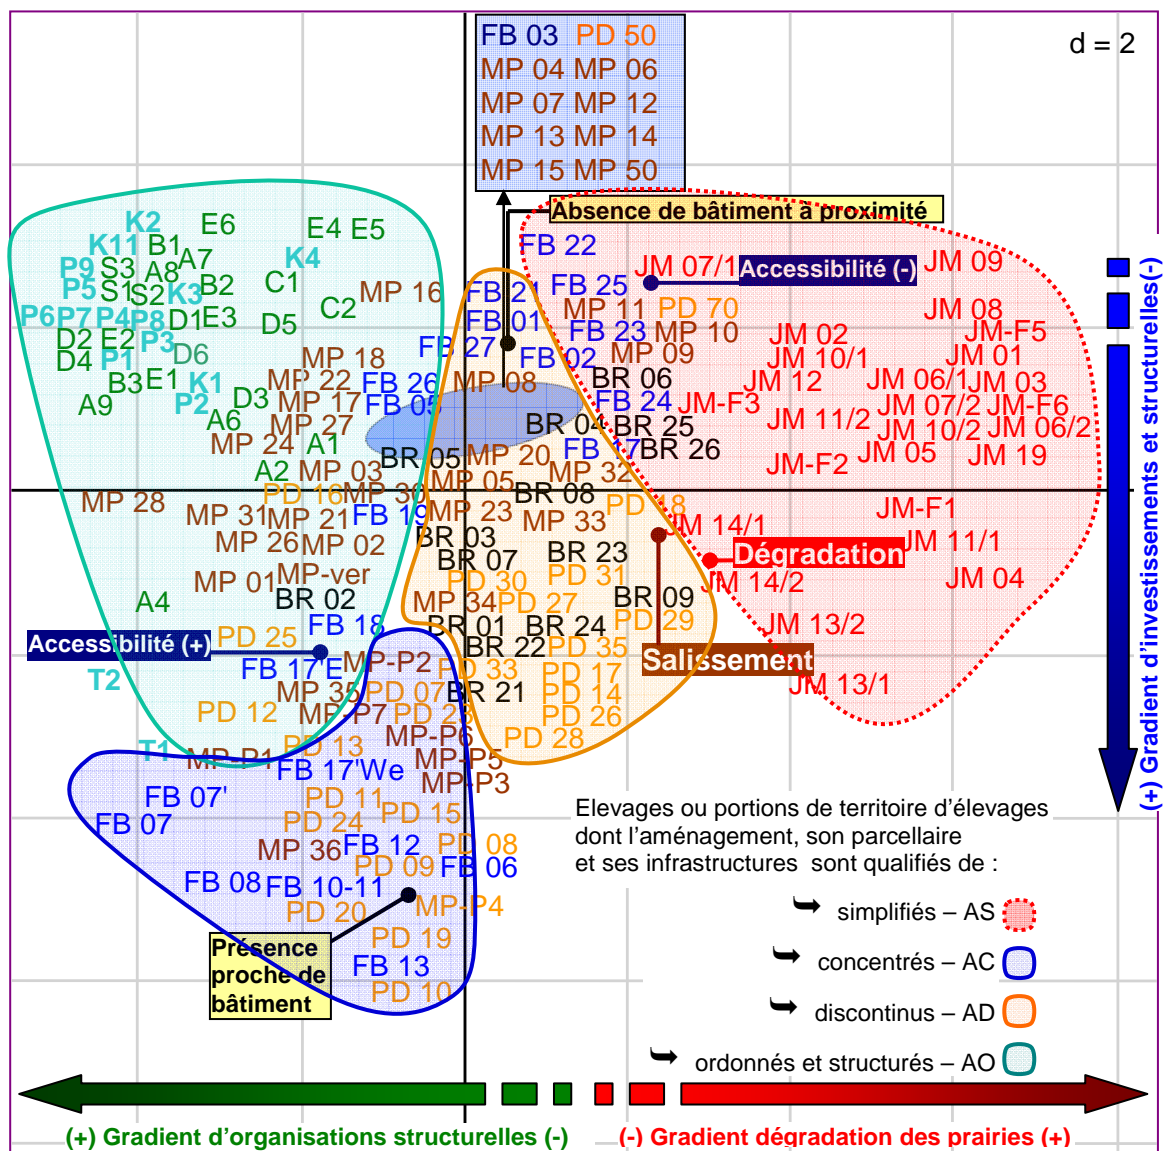 FB 03 PD 50
d = 2
MP 04 MP 06
MP 07 MP 12
MP 13 MP 14
MP 15 MP 50
Absence de bâtiment à proximité
K2 E6 E4 E5
K11 B1 FB 22
P9 S3 A8 A7 K4 JM 07/1 Accessibilité (-) JM 09
P5 S1 S2 K3 B2 C1 MP 16 FB 21 FB 25
P6 P7 P4 P8 D1 E3 D5 C2 FB 01 MP 11 PD 70 JM 08
D2 E2 P3 FB 23 MP 10 JM 02 JM-F5
D4 P1 D6 MP 18 FB 27 FB 02 MP 09 JM 10/1 JM 01
B3 E1 K1 MP 22 FB 26 MP 08 BR 06 JM 12 JM 06/1 JM 03
A9 P2 D3 MP 17 FB 05 FB 24 JM-F3 JM 07/2 JM-F6
A6 MP 27 BR 04 BR 25 JM 11/2 JM 10/2 JM 06/2
MP 24 A1 BR 05 MP 20 FB 17 BR 26 JM 05 JM 19
A2 MP 03 MP 05 MP 32 JM-F2
MP 28 PD 16 MP 30 BR 08 PD 18
MP 31 MP 21 FB 19 MP 23 MP 33 JM 14/1 JM-F1
MP 26 MP 02 BR 03 BR 07 BR 23 Dégradation JM 11/1
MP 01 MP-ver PD 30 PD 31 JM 14/2 JM 04
A4 BR 02 MP 34 PD 27 BR 09
Accessibilité (+) PD 25 FB 18 BR 01 BR 24 PD 29 JM 13/2
BR 22 PD 35
T2 FB 17'E MP-P2 PD 33 PD 17 Salissement
MP 35 PD 07 BR 21 PD 14 JM 13/1
PD 12 MP-P7 PD 23 PD 26
T1 MP-P1 PD 13 MP-P6 PD 28
FB 17'We MP-P5
MP-P3
FB 07' PD 11 PD 15
FB 07 PD 24
MP 36 FB 12 PD 08
PD 09 FB 06
FB 08 FB 10-11
PD 20 MP-P4
PD 19
FB 13
PD 10
Présence
proche de
bâtiment
Elevages ou portions de territoire d'élevages
dont l'aménagement, son parcellaire
et ses infrastructures sont qualifiés de :
simplifiés – AS
concentrés – AC
discontinus – AD
ordonnés et structurés – AO
(+) Gradient d'organisations structurelles (-)
(-) Gradient dégradation des prairies (+)
(+) Gradient d'investissements et structurelles(-)